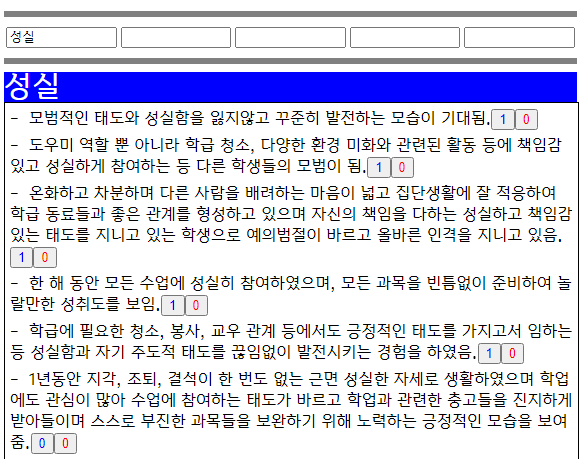 성실
성실
- 모범적인 태도와 성실함을 잃지않고 꾸준히 발전하는 모습이 기대됨. 1 0
- 도우미 역할 뿐 아니라 학급 청소, 다양한 환경 미화와 관련된 활동 등에 책임감
있고 성실하게 참여하는 등 다른 학생들의 모범이 됨. 1 0
- 온화하고 차분하며 다른 사람을 배려하는 마음이 넓고 집단생활에 잘 적응하여
학급 동료들과 좋은 관계를 형성하고 있으며 자신의 책임을 다하는 성실하고 책임감
있는 태도를 지니고 있는 학생으로 예의범절이 바르고 올바른 인격을 지니고 있음.
1 0
- 한 해 동안 모든 수업에 성실히 참여하였으며, 모든 과목을 빈틈없이 준비하여 놀
랄만한 성취도를 보임. 1 0
- 학급에 필요한 청소, 봉사, 교우 관계 등에서도 긍정적인 태도를 가지고서 임하는
등 성실함과 자기 주도적 태도를 끊임없이 발전시키는 경험을 하였음. 1 0
- 1년동안 지각, 조퇴, 결석이 한 번도 없는 근면 성실한 자세로 생활하였으며 학업
에도 관심이 많아 수업에 참여하는 태도가 바르고 학업과 관련한 충고들을 진지하게
받아들이며 스스로 부진한 과목들을 보완하기 위해 노력하는 긍정적인 모습을 보여
줌. 0 0